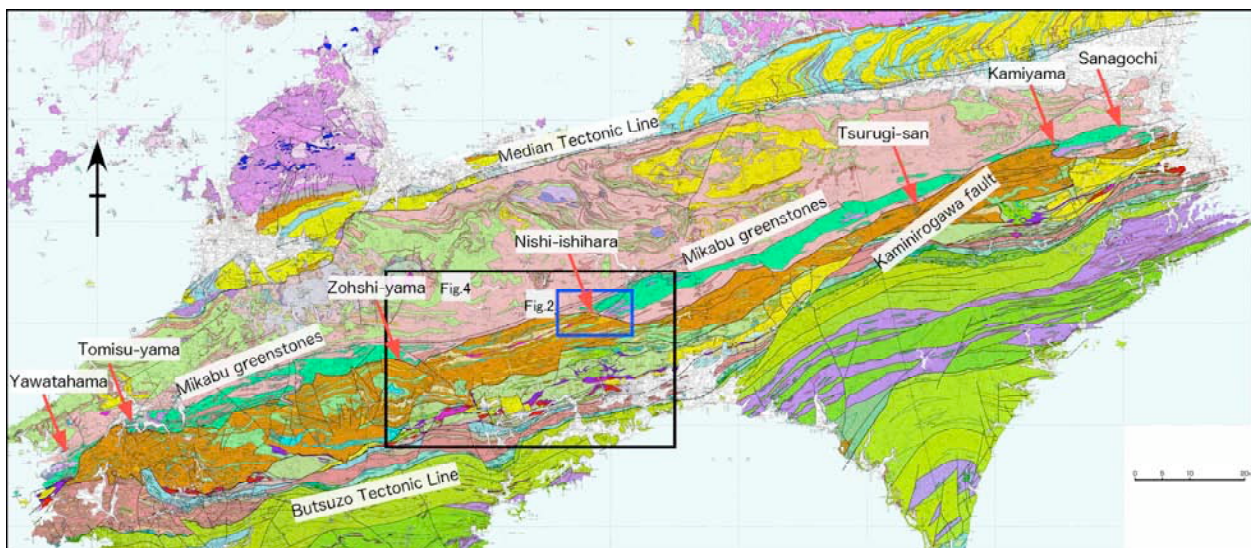 Sanagochi
Kamiyama
Median Tectonic Line
Tsurugi-san
Mikabu greenstones
Kaminirogawa fault
Nishi-ishihara
Zohshi-yama
Fig.4
Fig.2
Tomisu-yama
Mikabu greenstones
Yawatahama
Butsuzo Tectonic Line
0 5 10